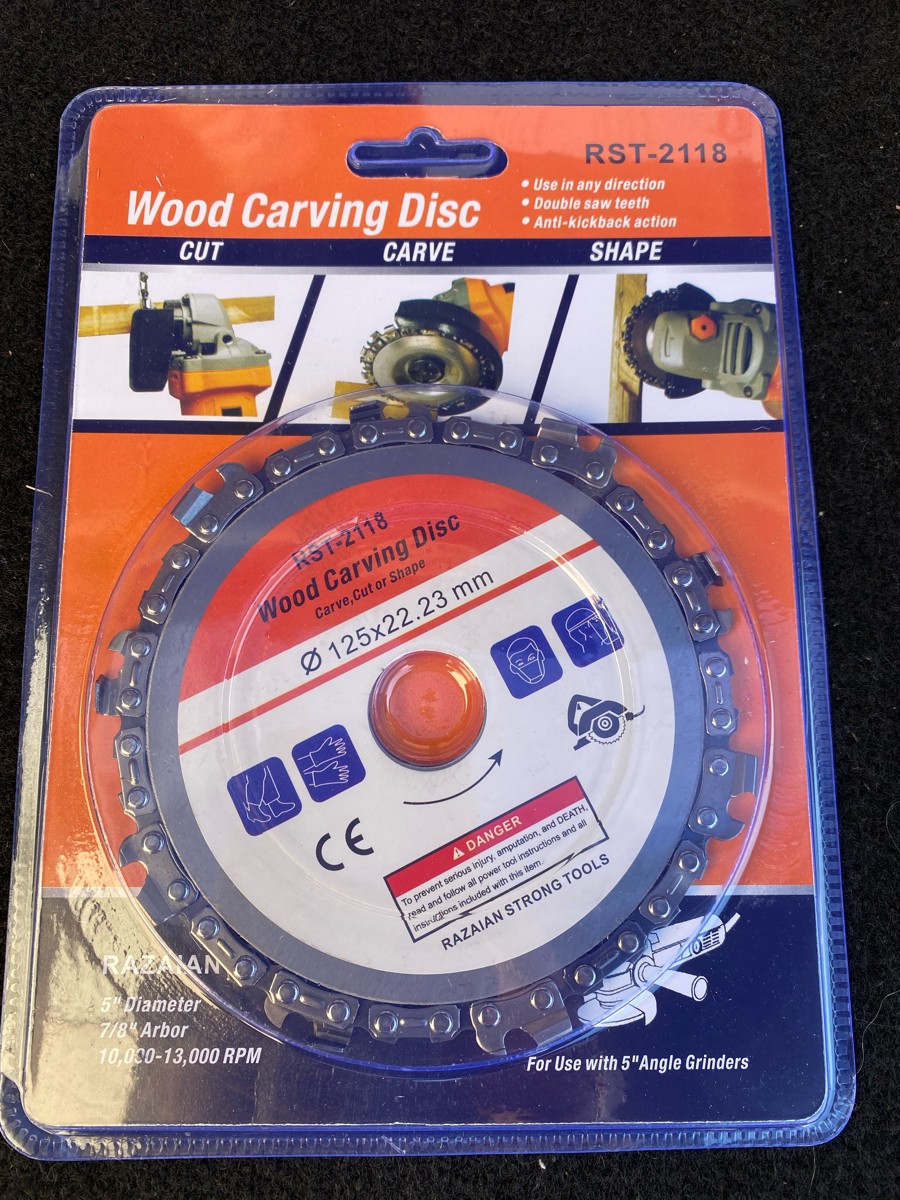 RST-2118
Wood Carving Disc
• Use in any direction
• Double saw teeth
• Anti-kickback action
CUT CARVE SHAPE
RST-2118
Wood Carving Disc
Carve,Cut or Shape
Ø 125x22.23 mm
CE
DANGER
To prevent serious injury, amputation, and DEATH,
read and follow all power tool instructions and all
instructions included with this item.
RAZAIAN STRONG TOOLS
RAZAIAN
5" Diameter
7/8" Arbor
10,000-13,000 RPM
For Use with 5"Angle Grinders